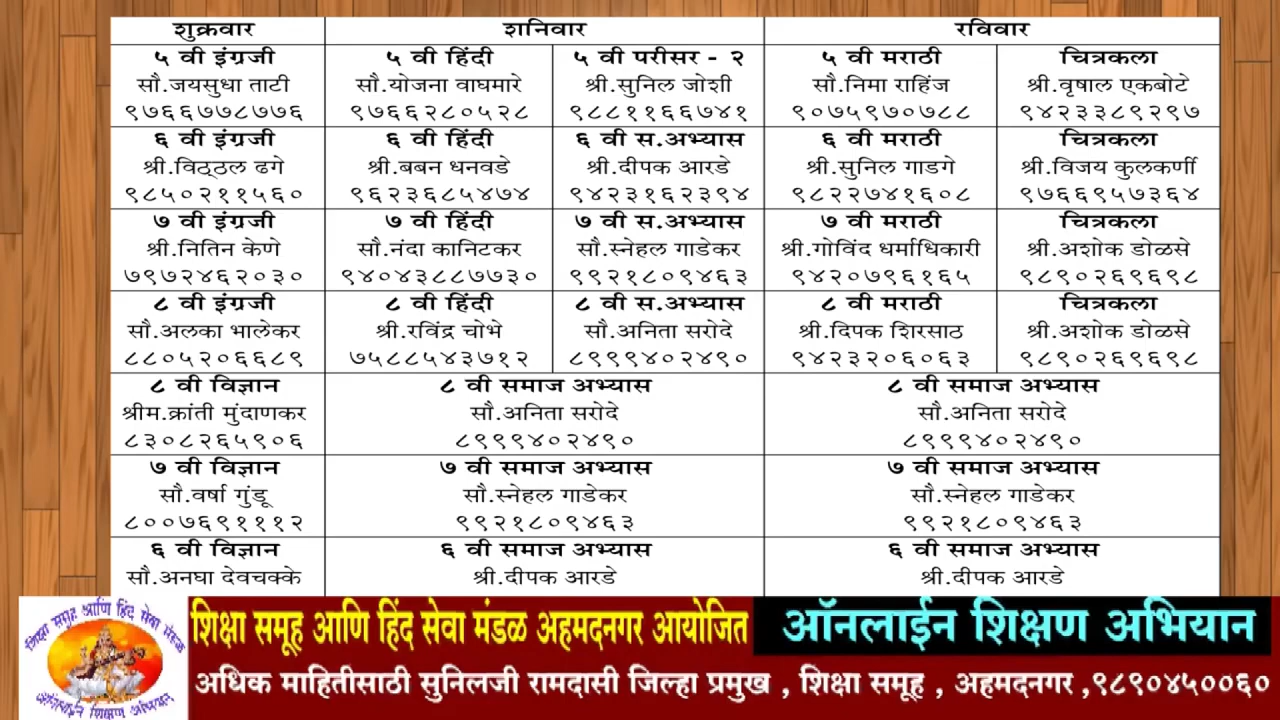 शुक्रवार शनिवार रविवार
५ वी इंग्रजी ५ वी हिंदी ५ वी परीसर - २ ५ वी मराठी चित्रकला
सौ.जयसुधा ताटी सौ.योजना वाघमारे श्री.सुनिल जोशी सौ.निमा राहिंज श्री.वृषाल एकबोटे
९७६६७७८७७६ ९७६६२८०५२८ ९८८११६६७४१ ९०७५९७०७८८ ९४२३३८९२९७
६ वी इंग्रजी ६ वी हिंदी ६ वी स.अभ्यास ६ वी मराठी चित्रकला
श्री.विठ्ठल ढगे श्री.बबन धनवडे श्री.दीपक आरडे श्री.सुनिल गाडगे श्री.विजय कुलकर्णी
९८५०२११५६० ९६२३६८५४७४ ९४२३१६२३९४ ९८२२७४१६०८ ९७६६९५७३६४
७ वी इंग्रजी ७ वी हिंदी ७ वी स.अभ्यास ७ वी मराठी चित्रकला
श्री.नितिन केणे सौ.नंदा कानिटकर सौ.स्नेहल गाडेकर श्री.गोविंद धर्माधिकारी श्री.अशोक डोळसे
७९७२४६२०३० ९४०४३८८७७३० ९९२१८०९४६३ ९४२०७९६१६५ ९८९०२६९६९८
८ वी इंग्रजी ८ वी हिंदी ८ वी स.अभ्यास ८ वी मराठी चित्रकला
सौ.अलका भालेकर श्री.रविंद्र चोभे सौ.अनिता सरोदे श्री.दिपक शिरसाठ श्री.अशोक डोळसे
८८०५२०६६८९ ७५८८५४३७१२ ८९९९४०२४९० ९४२३२०६०६३ ९८९०२६९६९८
८ वी विज्ञान ८ वी समाज अभ्यास ८ वी समाज अभ्यास
श्रीम.क्रांती मुंदाणकर सौ.अनिता सरोदे सौ.अनिता सरोदे
८३०८२६५९०६ ८९९९४०२४९० ८९९९४०२४९०
७ वी विज्ञान ७ वी समाज अभ्यास ७ वी समाज अभ्यास
सौ.वर्षा गुंडू सौ.स्नेहल गाडेकर सौ.स्नेहल गाडेकर
८००७६९१११२ ९९२१८०९४६३ ९९२१८०९४६३
६ वी विज्ञान ६ वी समाज अभ्यास ६ वी समाज अभ्यास
सौ.अनघा देवचक्के श्री.दीपक आरडे श्री.दीपक आरडे
शिक्षा समूह आणि हिंद सेवा मंडळ
शिक्षा समूह आणि हिंद सेवा मंडळ अहमदनगर आयोजित ऑनलाईन शिक्षण अभियान
अधिक माहितीसाठी सुनिलजी रामदासी जिल्हा प्रमुख , शिक्षा समूह , अहमदनगर ,९८९०४५००६०
ऑनलाईन शिक्षण अभियान